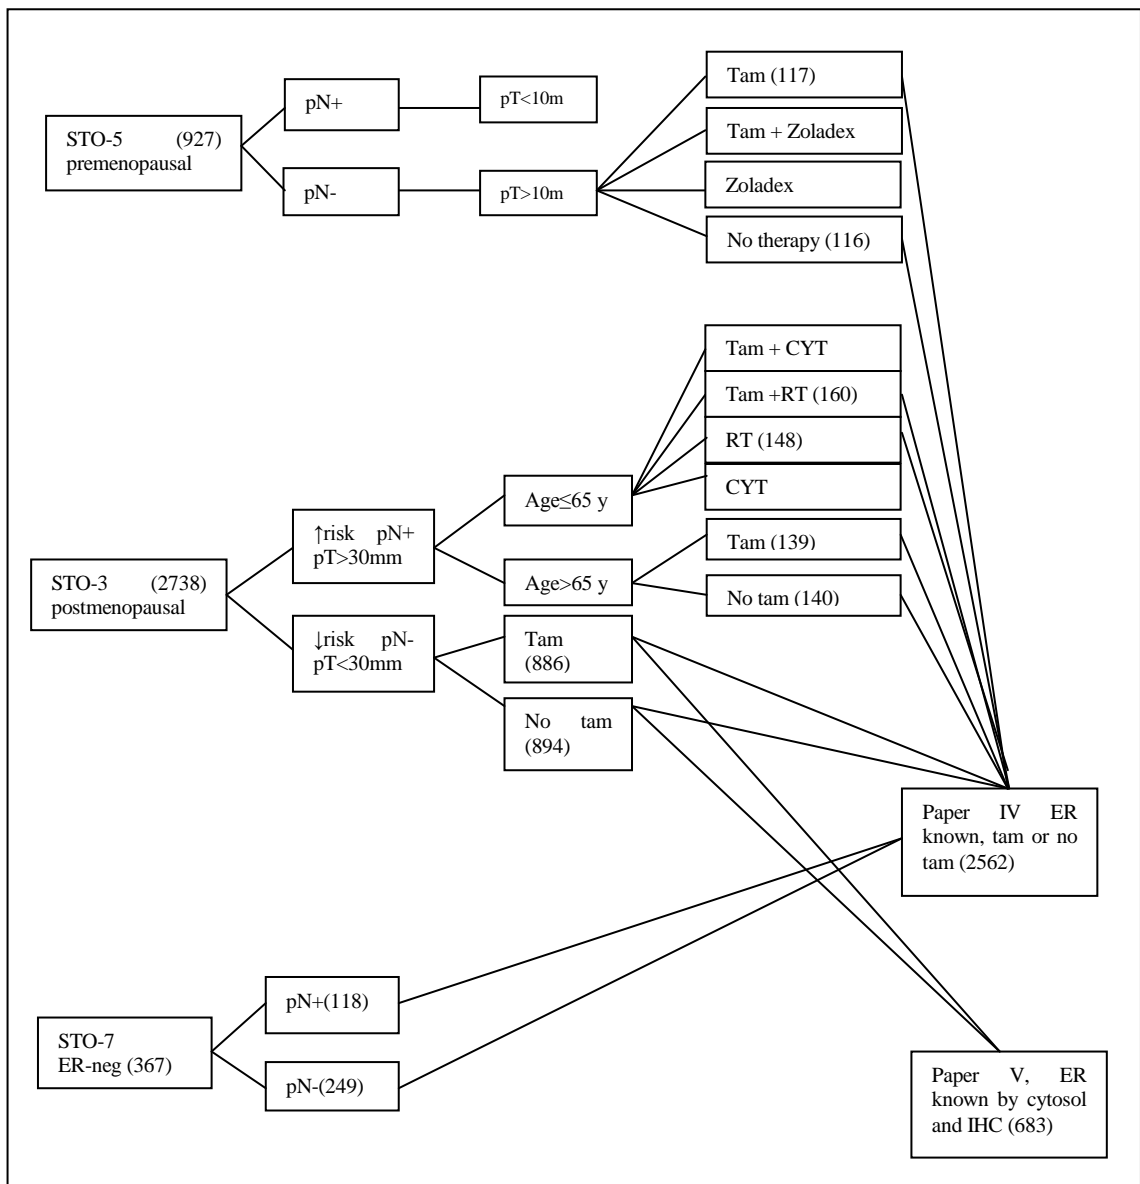 STO-5 (927)
premenopausal
pN+
pN-
pT<10m
pT>10m
Tam (117)
Tam + Zoladex
Zoladex
No therapy (116)
STO-3 (2738)
postmenopausal
↑risk pN+
pT>30mm
↓risk pN-
pT<30mm
Age≤65 y
Age>65 y
Tam
(886)
No tam
(894)
Tam + CYT
Tam +RT (160)
RT (148)
CYT
Tam (139)
No tam (140)
STO-7
ER-neg (367)
pN+(118)
pN-(249)
Paper IV ER
known, tam or no
tam (2562)
Paper V, ER
known by cytosol
and IHC (683)